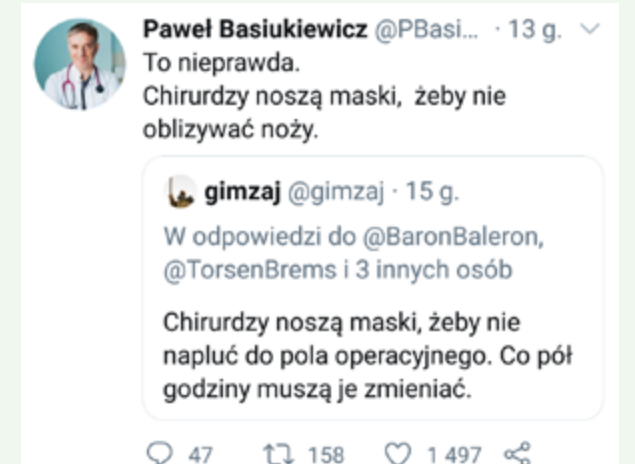 Paweł Basiukiewicz @PBasi... · 13 g.
To nieprawda.
Chirurdzy noszą maski, żeby nie
oblizywać noży.
gimzaj @gimzaj · 15 g.
W odpowiedzi do @BaronBaleron,
@TorsenBrems i 3 innych osób
Chirurdzy noszą maski, żeby nie
napluć do pola operacyjnego. Co pół
godziny muszą je zmieniać.
47 158 1 497